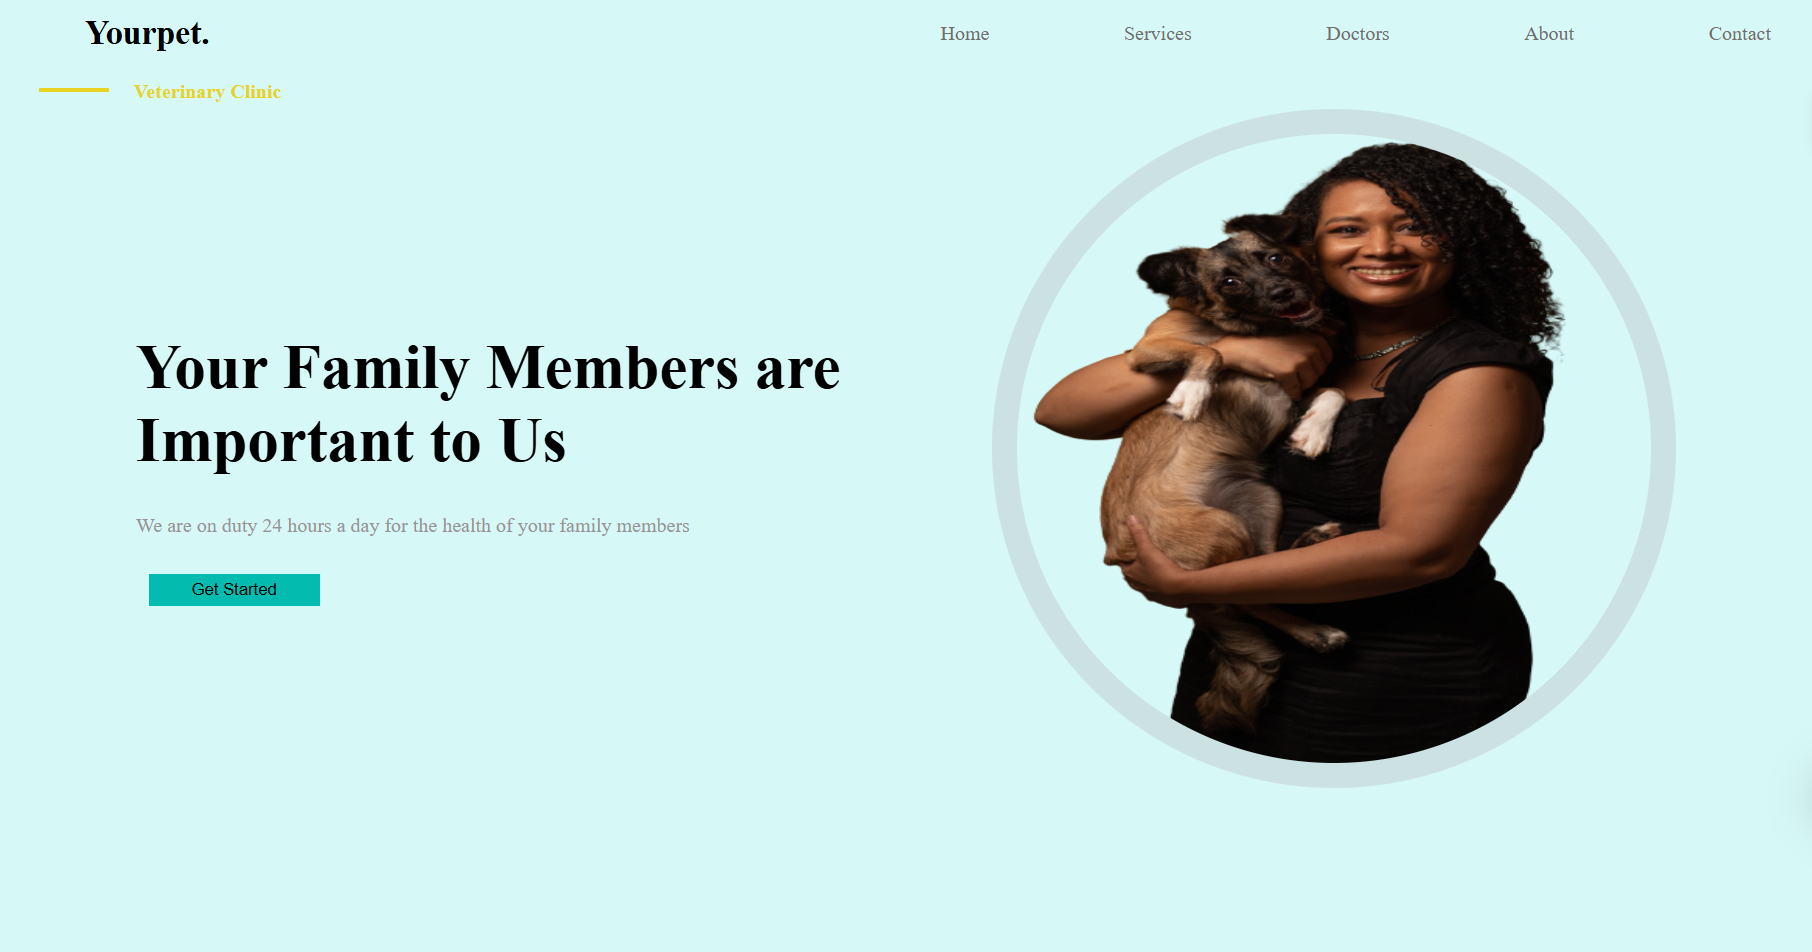 Yourpet.
Home
Services
Doctors
About
Contact
Veterinary Clinic
Your Family Members are
Important to Us
We are on duty 24 hours a day for the health of your family members
Get Started